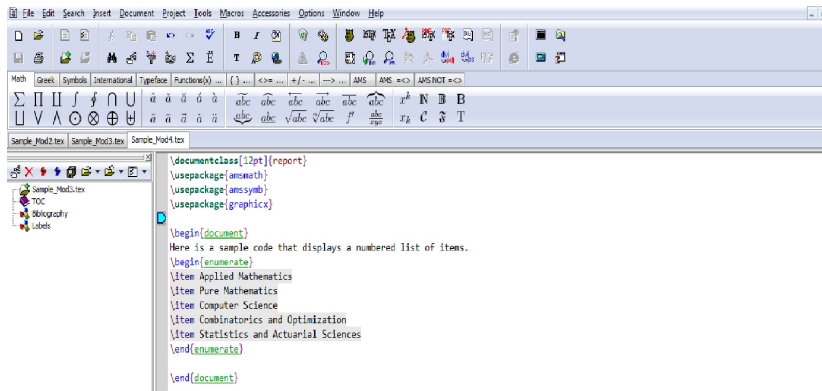 File Edit Search Insert Document Project Tools Macros Accessories Options Window Help
Math Greek Symbols International Typeface Functions(x) ... { } ... <>= ... +/- ... --> ... AMS AMS =<> AMS NOT =<>
Sample_Mod2.tex Sample_Mod3.tex Sample_Mod4.tex
Sample_Mod3.tex
TOC
Bibliography
Labels
\documentclass[12pt]{report}
\usepackage{amsmath}
\usepackage{amssymb}
\usepackage{graphicx}
\begin{document}
Here is a sample code that displays a numbered list of items.
\begin{enumerate}
\item Applied Mathematics
\item Pure Mathematics
\item Computer Science
\item Combinatorics and Optimization
\item Statistics and Actuarial Sciences
\end{enumerate}
\end{document}